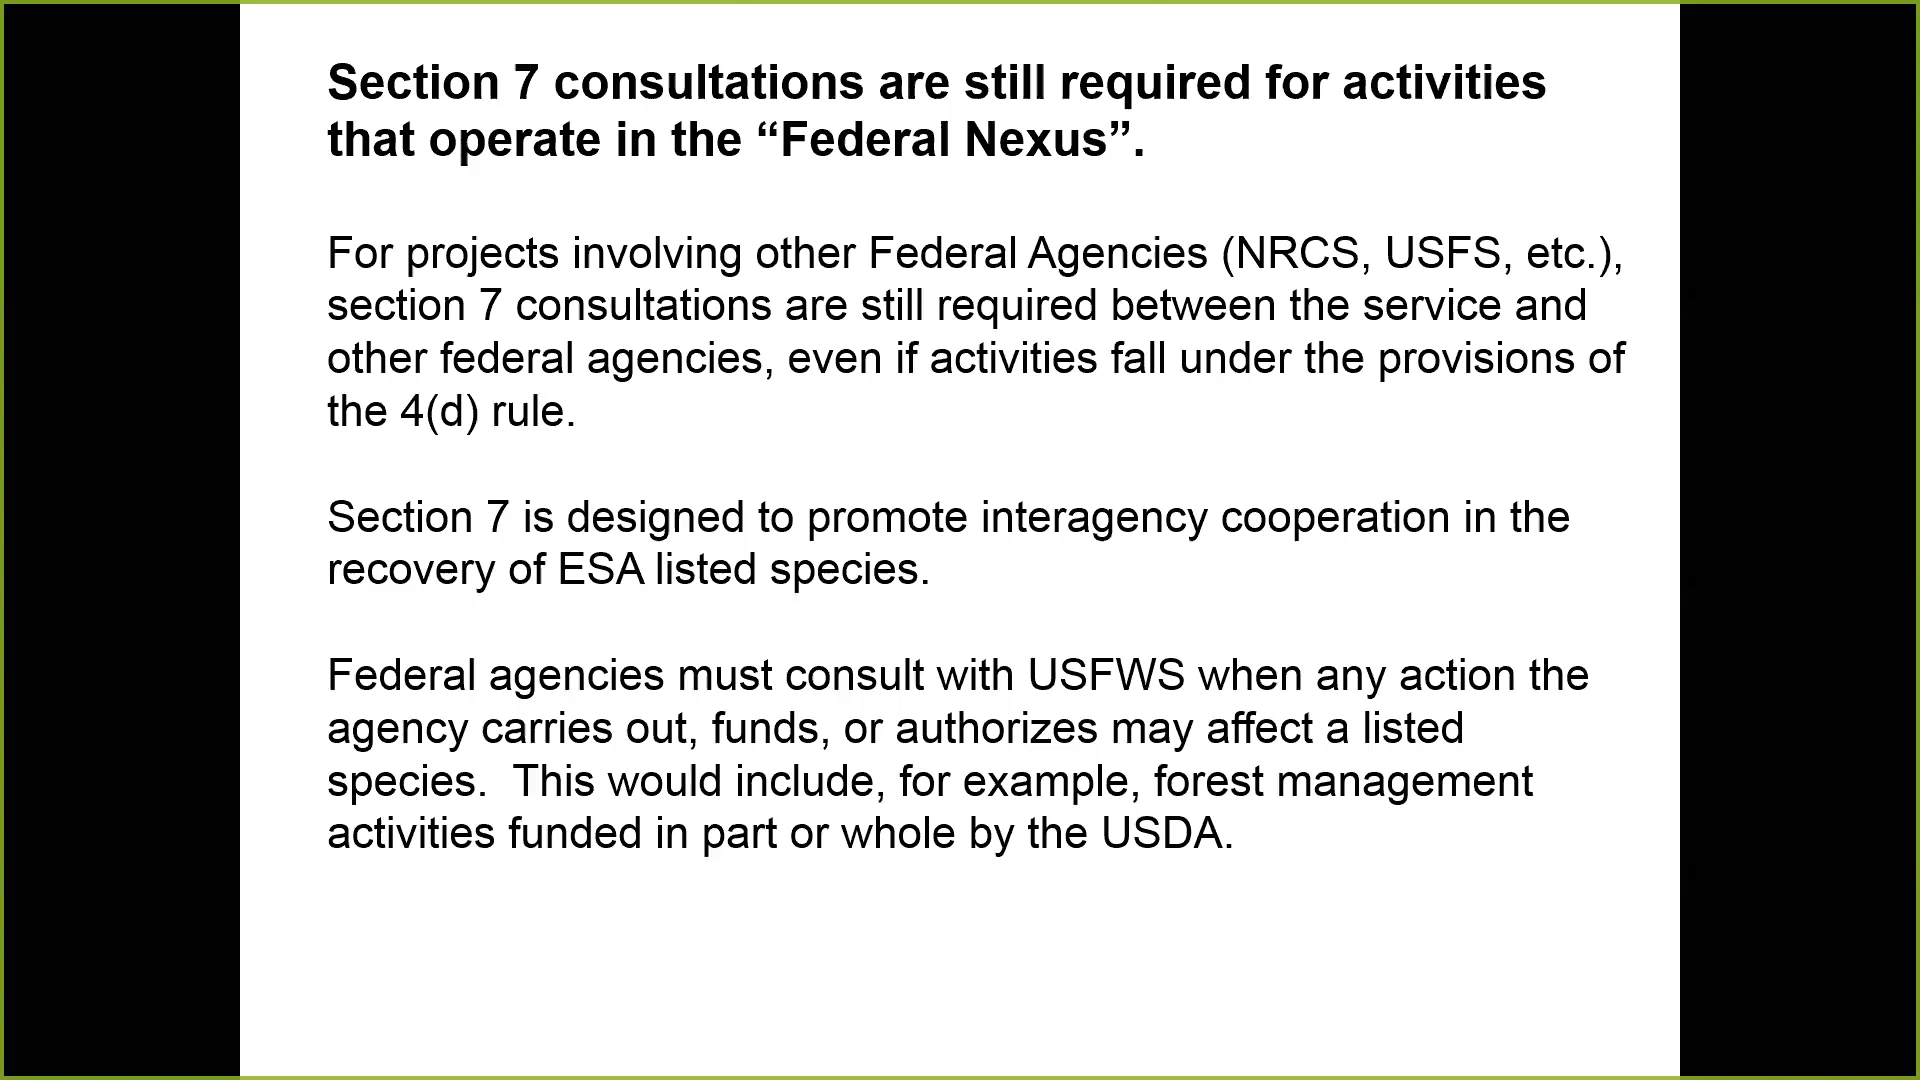 Section 7 consultations are still required for activities
that operate in the “Federal Nexus”.
For projects involving other Federal Agencies (NRCS, USFS, etc.),
section 7 consultations are still required between the service and
other federal agencies, even if activities fall under the provisions of
the 4(d) rule.
Section 7 is designed to promote interagency cooperation in the
recovery of ESA listed species.
Federal agencies must consult with USFWS when any action the
agency carries out, funds, or authorizes may affect a listed
species.  This would include, for example, forest management
activities funded in part or whole by the USDA.